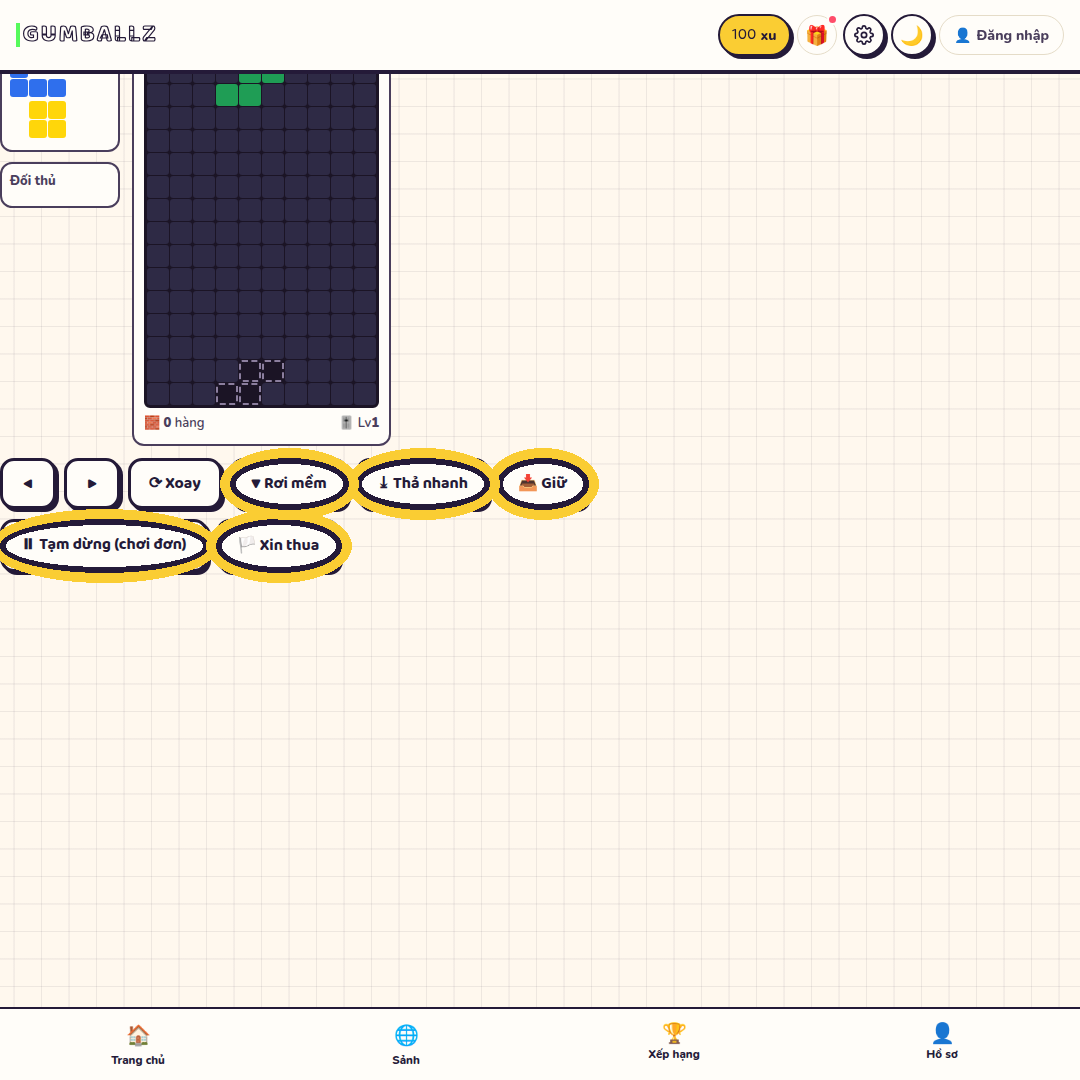 GUMBALLZ
100 xu
Đăng nhập
Đối thủ
0 hàng
Lv1
Xoay
Rơi mềm
Thả nhanh
Giữ
Tạm dừng (chơi đơn)
Xin thua
Trang chủ
Sảnh
Xếp hạng
Hồ sơ